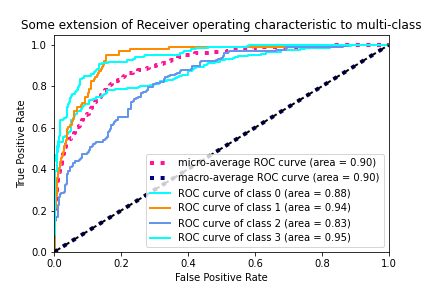 Some extension of Receiver operating characteristic to multi-class
1.0
0.8
0.6
0.4
0.2
0.0
True Positive Rate
micro-average ROC curve (area = 0.90)
macro-average ROC curve (area = 0.90)
ROC curve of class 0 (area = 0.88)
ROC curve of class 1 (area = 0.94)
ROC curve of class 2 (area = 0.83)
ROC curve of class 3 (area = 0.95)
0.0 0.2 0.4 0.6 0.8 1.0
False Positive Rate